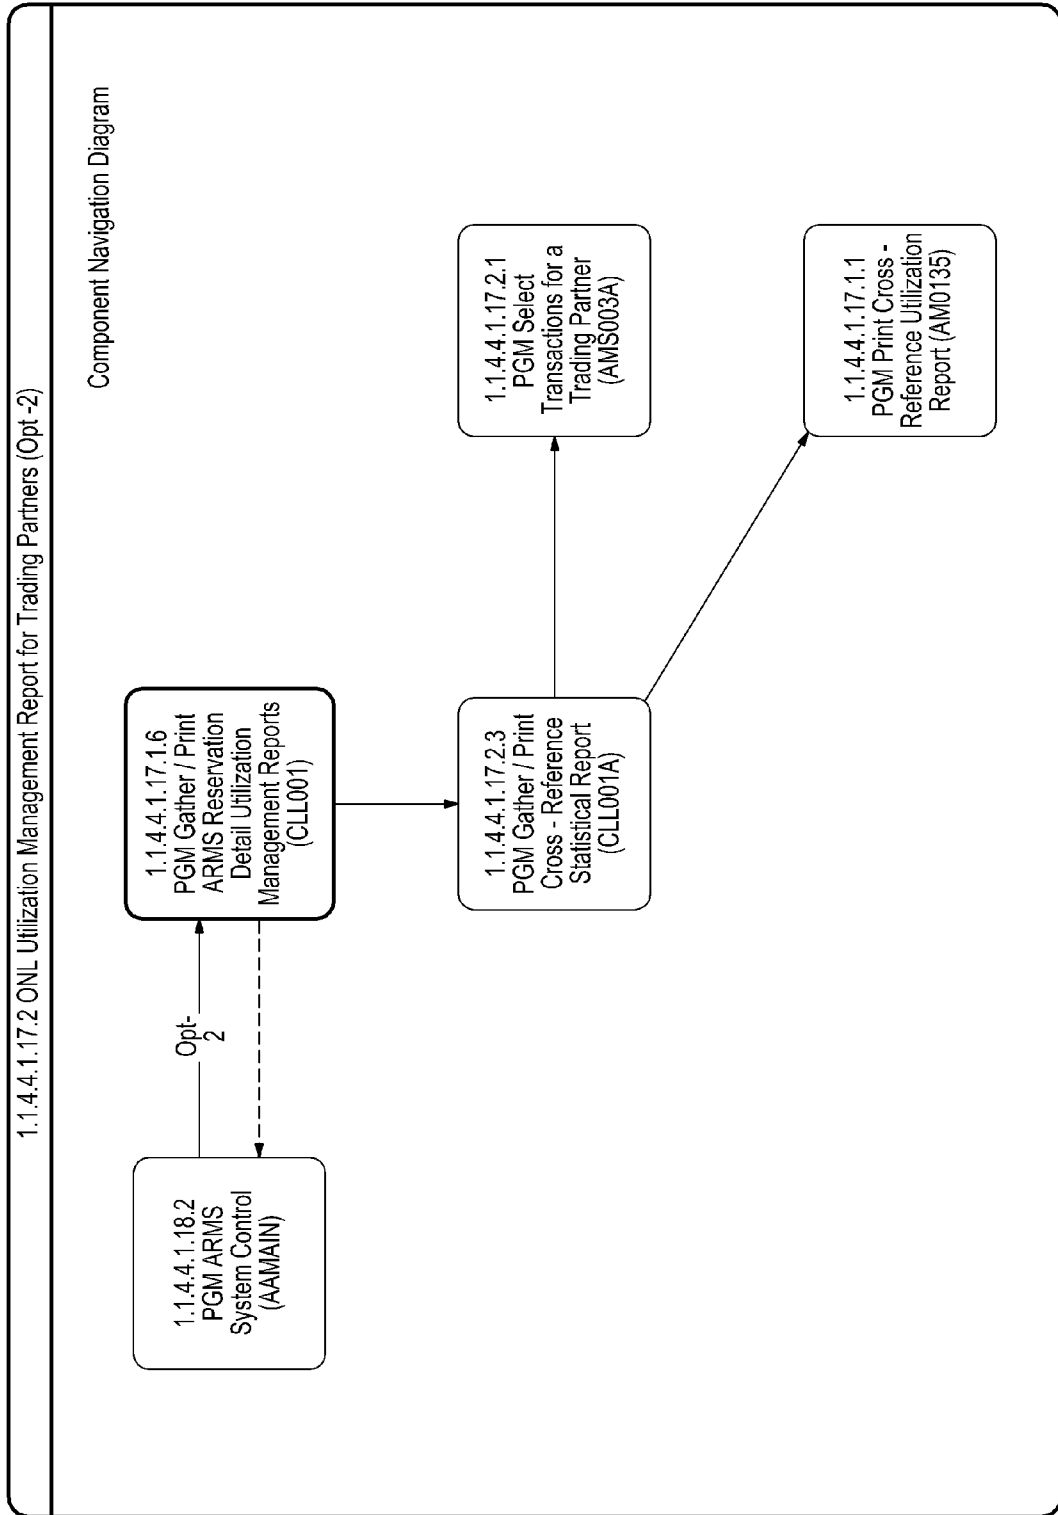 1.1.4.4.1.17.2 ONL Utilization Management Report for Trading Partners (Opt -2)
Component Navigation Diagram
1.1.4.4.1.18.2
PGM ARMS
System Control
(AAMAIN)
Opt-
2
1.1.4.4.1.17.1.6
PGM Gather / Print
ARMS Reservation
Detail Utilization
Management Reports
(CLL001)
1.1.4.4.1.17.2.3
PGM Gather / Print
Cross - Reference
Statistical Report
(CLL001A)
1.1.4.4.1.17.2.1
PGM Select
Transactions for a
Trading Partner
(AMS003A)
1.1.4.4.1.17.1.1
PGM Print Cross -
Reference Utilization
Report (AM0135)